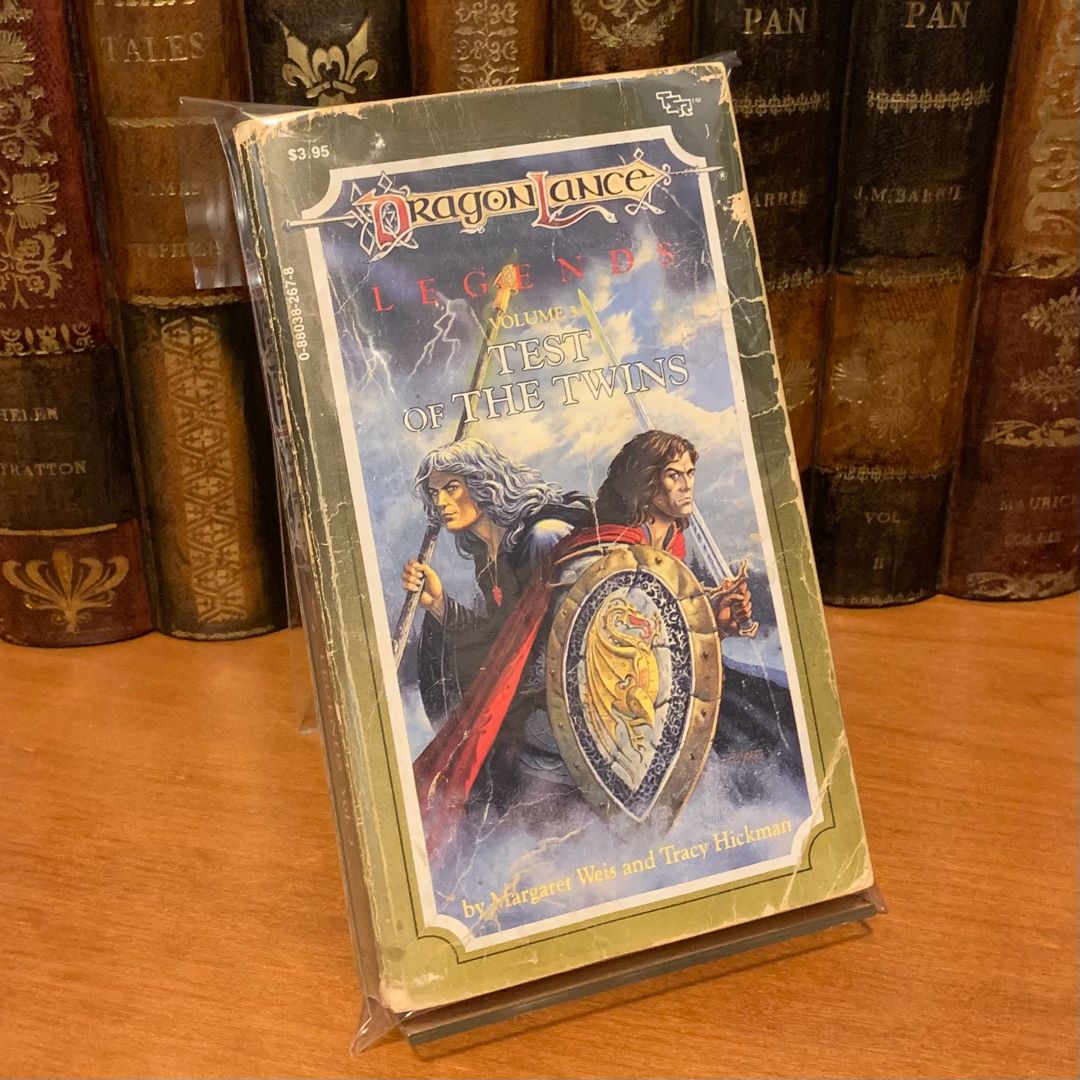 $3.95
TSR™
DRAGONLANCE®
LEGENDS
VOLUME 3
TEST
OF THE TWINS
by Margaret Weis and Tracy Hickman
0-88038-267-8
TALES
PAN
PAN
J.M. BARRIE
HELEN
STRATTON
VOL
II